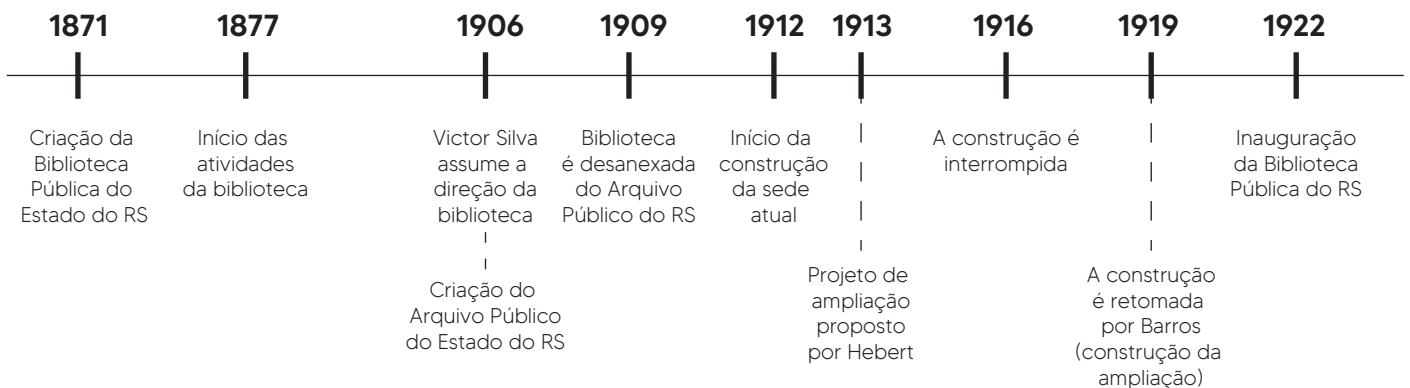 1871
Criação da
Biblioteca
Pública do
Estado do RS
1877
Início das
atividades
da biblioteca
1906
Victor Silva
assume a
direção da
biblioteca
Criação do
Arquivo Público
do Estado do RS
1909
Biblioteca
é desanexada
do Arquivo
Público do RS
1912
Início da
construção
da sede
atual
1913
Projeto de
ampliação
proposto
por Hebert
1916
A construção é
interrompida
1919
A construção
é retomada
por Barros
(construção da
ampliação)
1922
Inauguração
da Biblioteca
Pública do RS